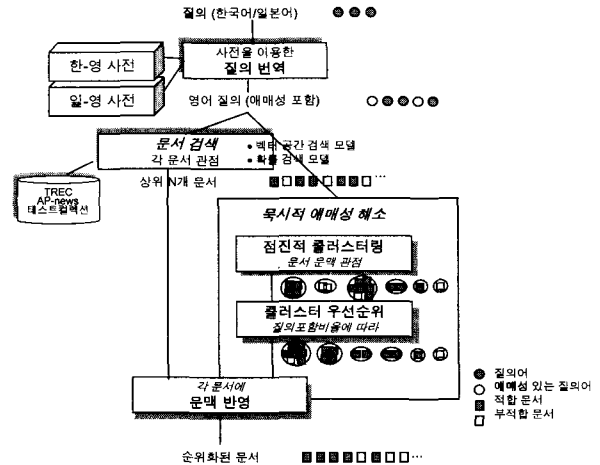 질의 (한국어/일본어)
사전을 이용한
질의 번역
한-영 사전
일-영 사전
영어 질의 (애매성 포함)
문서 검색
각 문서 관점
• 벡터 공간 검색 모델
• 확률 검색 모델
상위 N개 문서
TREC
AP-news
테스트컬렉션
묵시적 애매성 해소
점진적 클러스터링
문서 문맥 관점
클러스터 우선순위
질의포함비율에 따라
각 문서에
문맥 반영
질의어
애매성 있는 질의어
적합 문서
부적합 문서
순위화된 문서